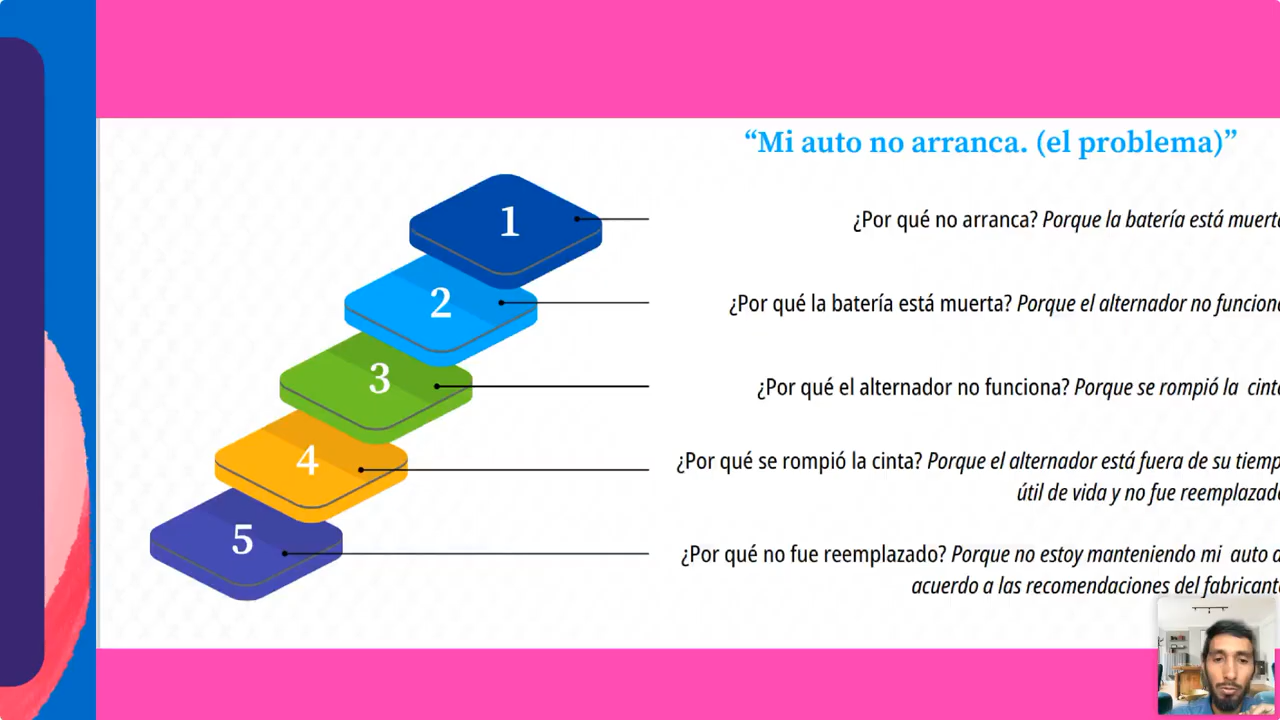 “Mi auto no arranca. (el problema)”
1
¿Por qué no arranca? Porque la batería está muert
2
¿Por qué la batería está muerta? Porque el alternador no funcion
3
¿Por qué el alternador no funciona? Porque se rompió la cint
4
¿Por qué se rompió la cinta? Porque el alternador está fuera de su tiemp
útil de vida y no fue reemplazad
5
¿Por qué no fue reemplazado? Porque no estoy manteniendo mi auto d
acuerdo a las recomendaciones del fabricant